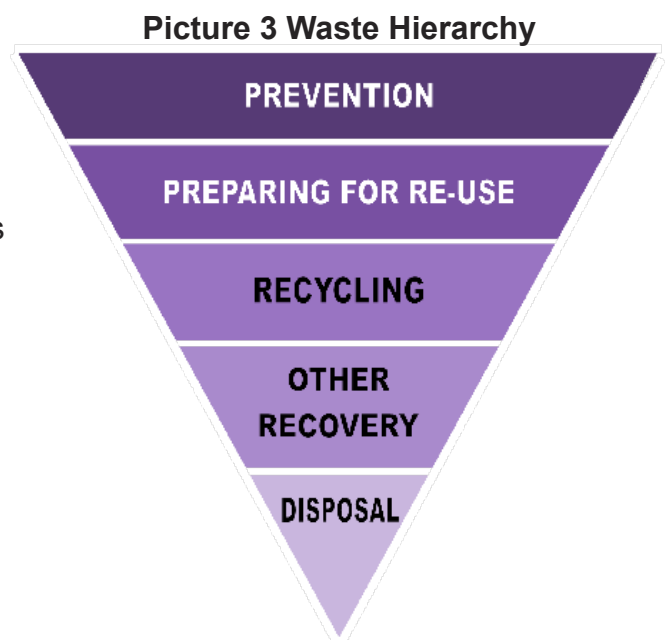 Picture 3 Waste Hierarchy
PREVENTION
PREPARING FOR RE-USE
s
RECYCLING
OTHER
RECOVERY
DISPOSAL